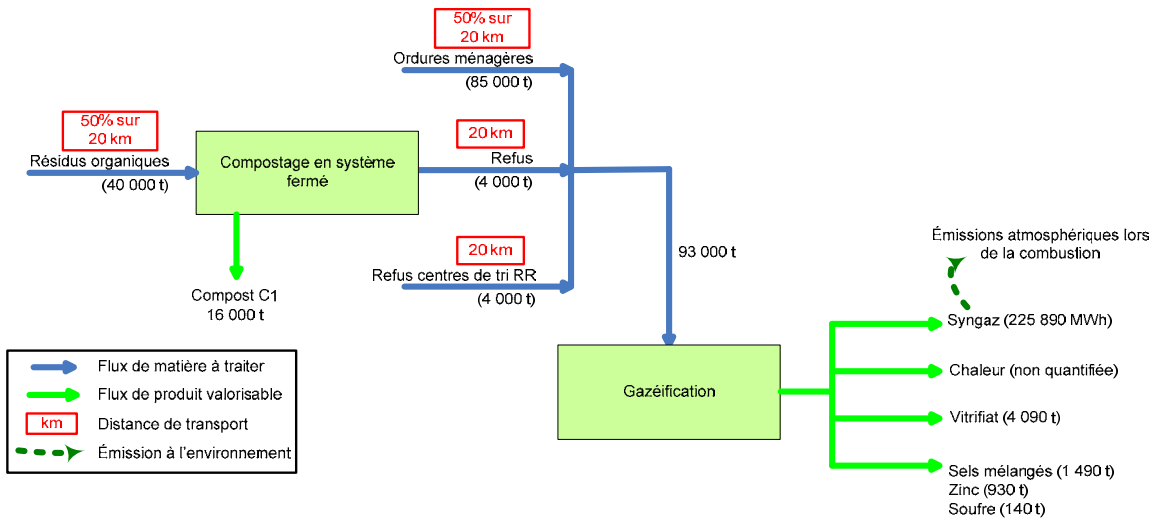 50% sur
20 km
Ordures ménagères
(85 000 t)
50% sur
20 km
Résidus organiques
(40 000 t)
Compostage en système
fermé
20 km
Refus
(4 000 t)
20 km
Refus centres de tri RR
(4 000 t)
Compost C1
16 000 t
93 000 t
Émissions atmosphériques lors
de la combustion
Gazéification
Syngaz (225 890 MWh)
Chaleur (non quantifiée)
Vitrifiat (4 090 t)
Sels mélangés (1 490 t)
Zinc (930 t)
Soufre (140 t)
Flux de matière à traiter
Flux de produit valorisable
km
Distance de transport
Émission à l'environnement